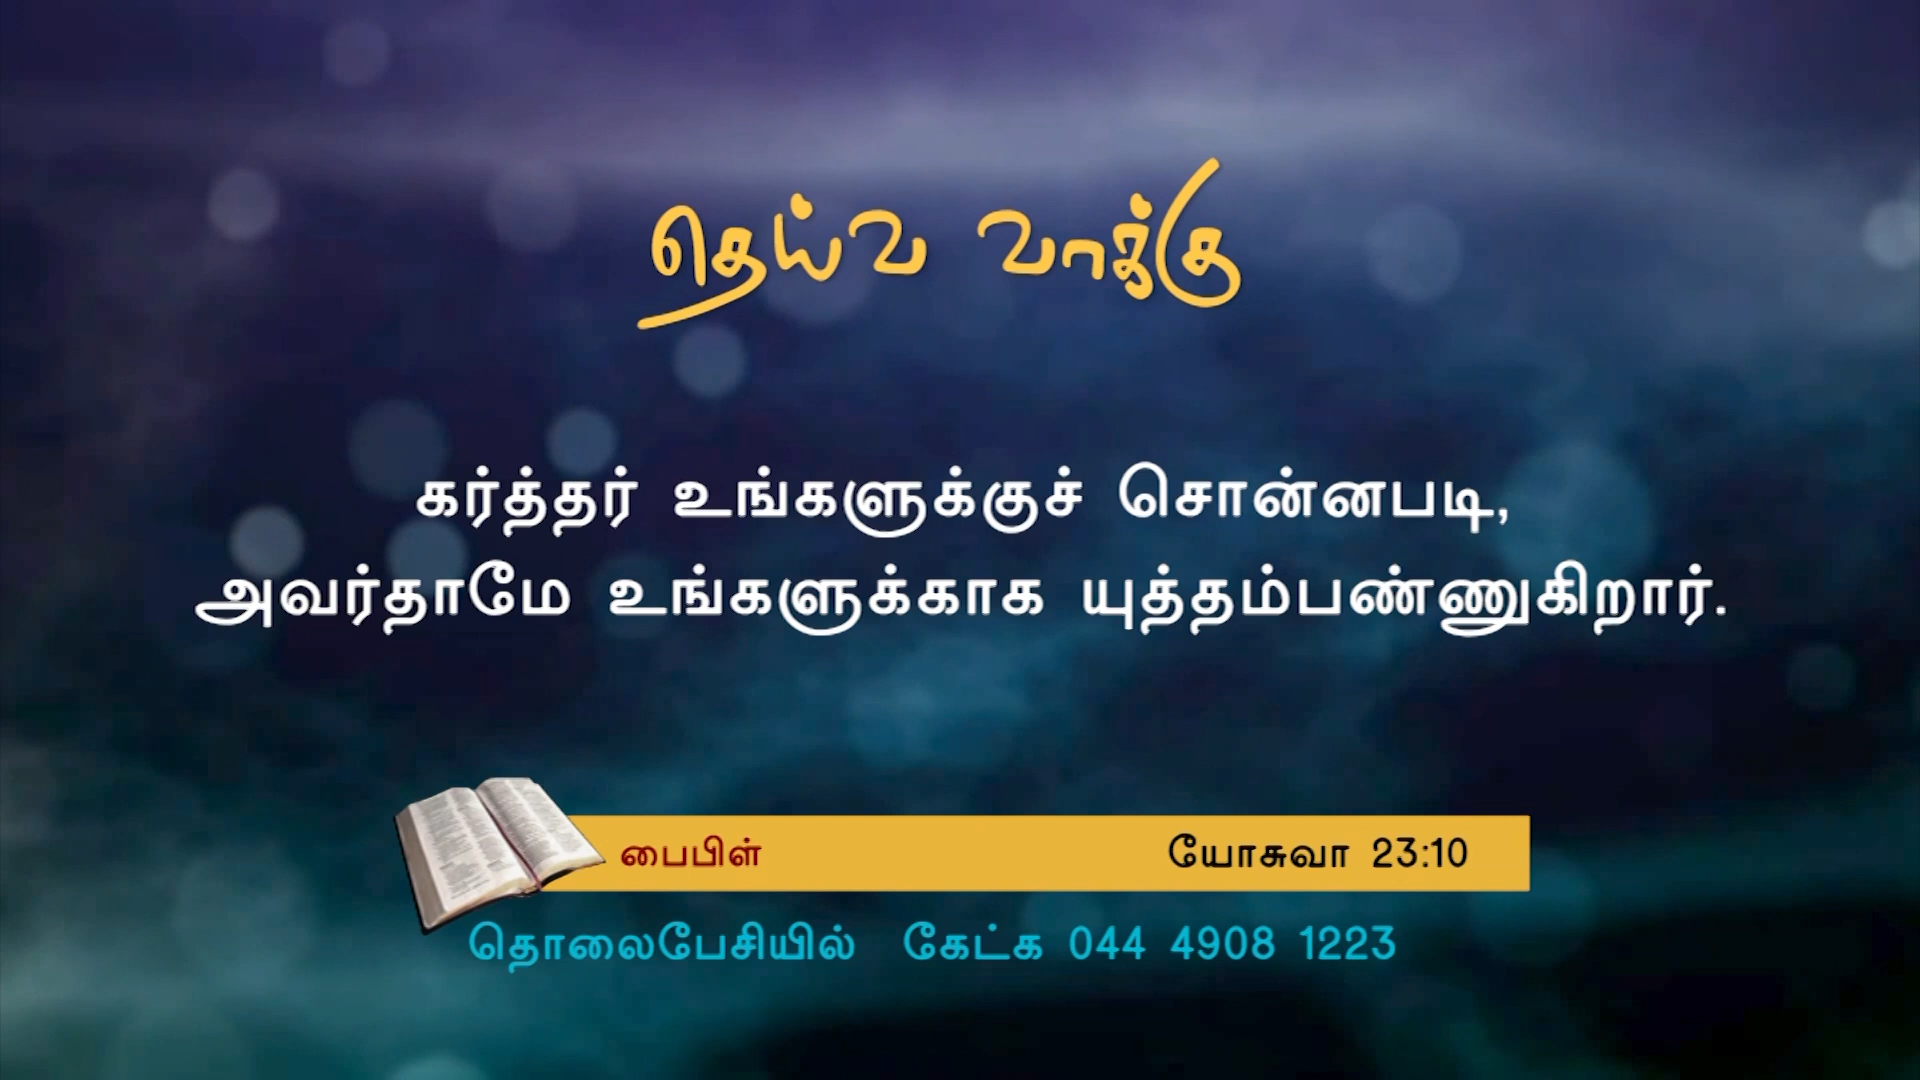 தெய்வ வாக்கு
கர்த்தர் உங்களுக்குச் சொன்னபடி,
அவர்தாமே உங்களுக்காக யுத்தம்பண்ணுகிறார்.
பைபிள் யோசுவா 23:10
தொலைபேசியில் கேட்க 044 4908 1223